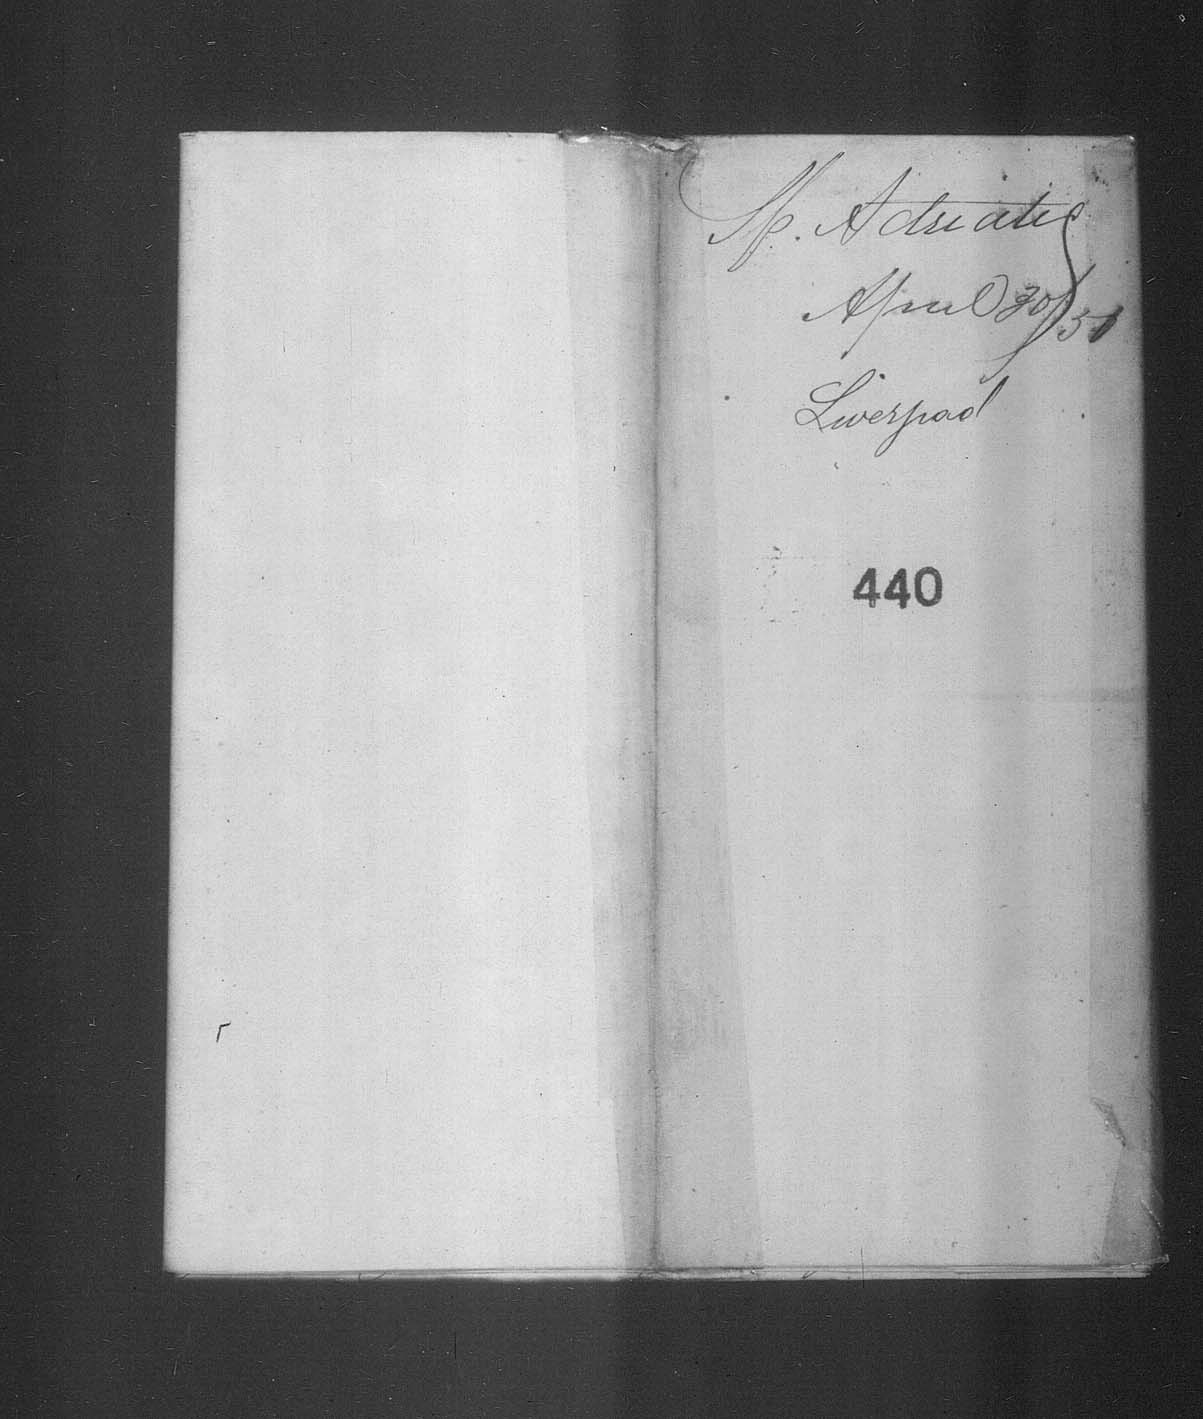 Sp. Adriatic
April 30/51
Liverpool
440